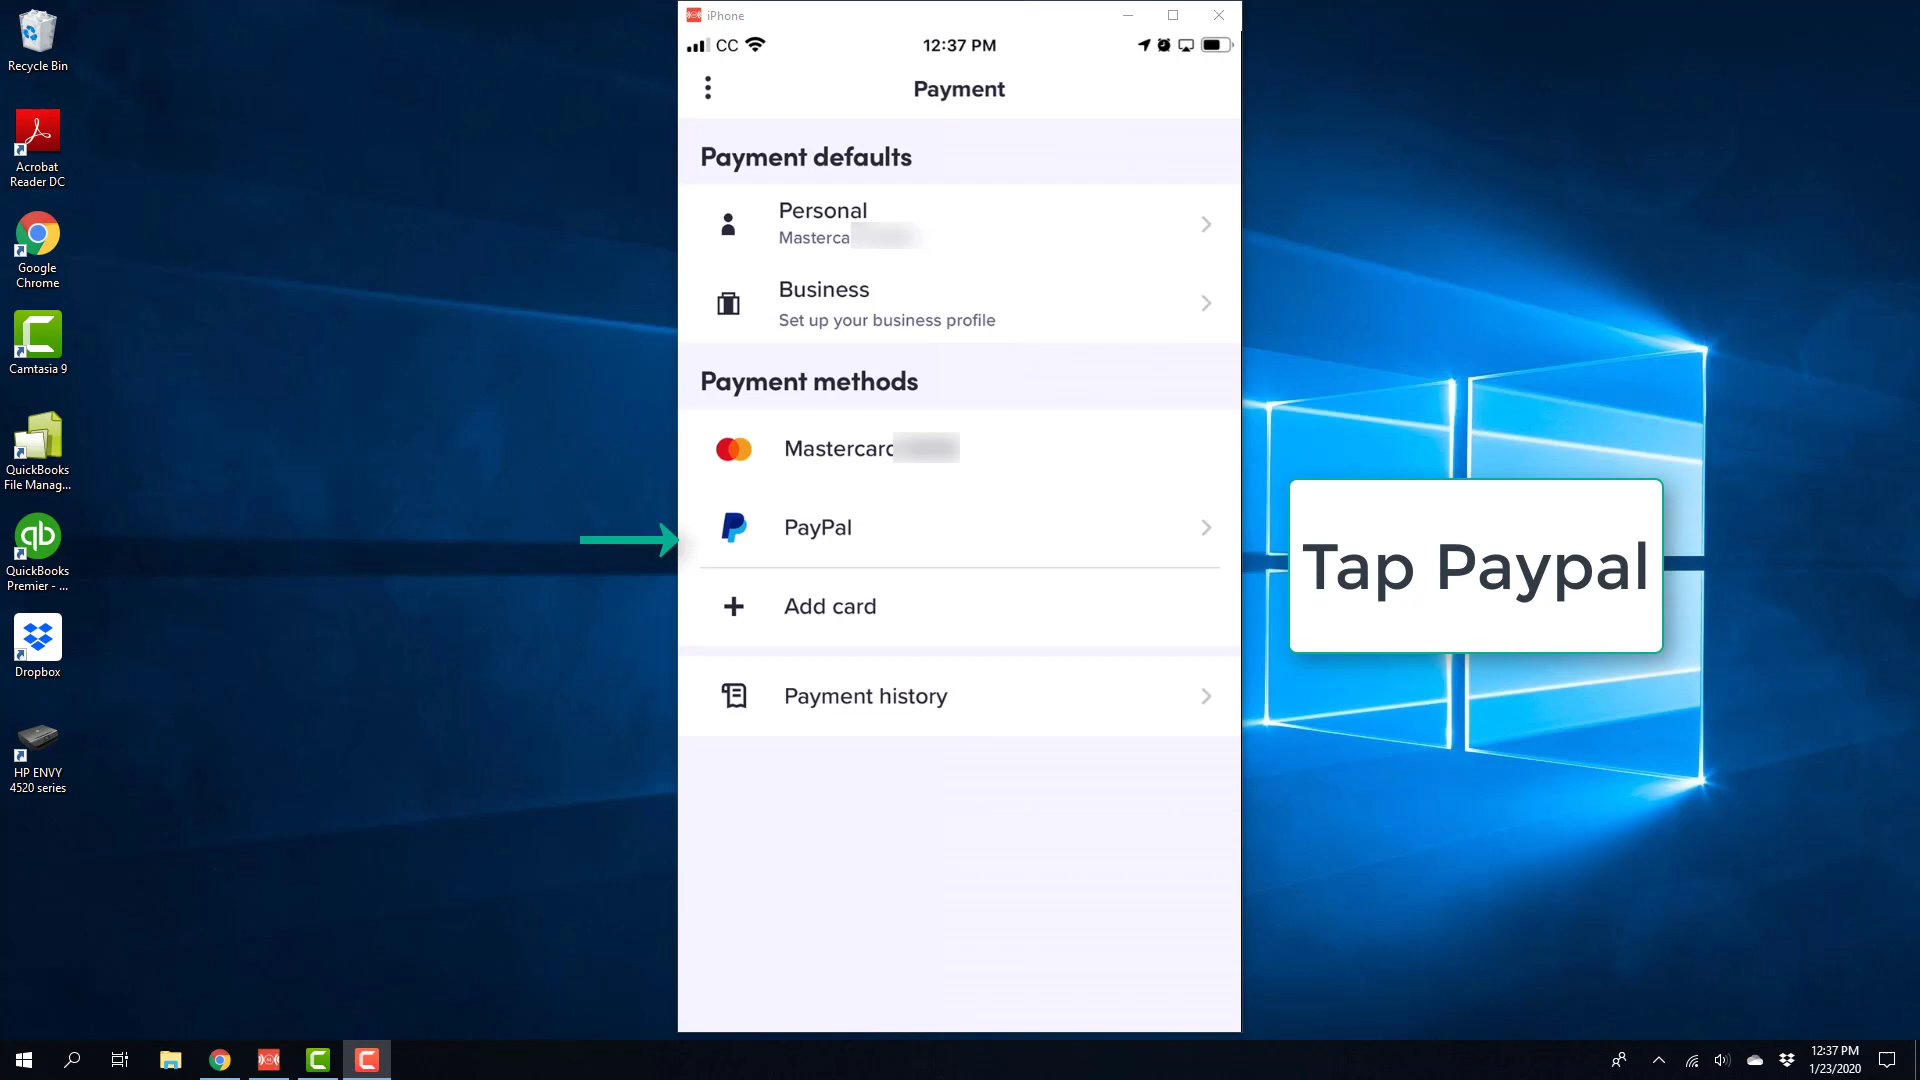 Recycle Bin
Acrobat
Reader DC
Google
Chrome
Camtasia 9
QuickBooks
File Manag...
qb
QuickBooks
Premier - ...
Dropbox
HP ENVY
4520 series
iPhone
CC
12:37 PM
Payment
Payment defaults
Personal
Masterca
Business
Set up your business profile
Payment methods
Mastercard
PayPal
Add card
Payment history
Tap Paypal
12:37 PM
1/23/2020